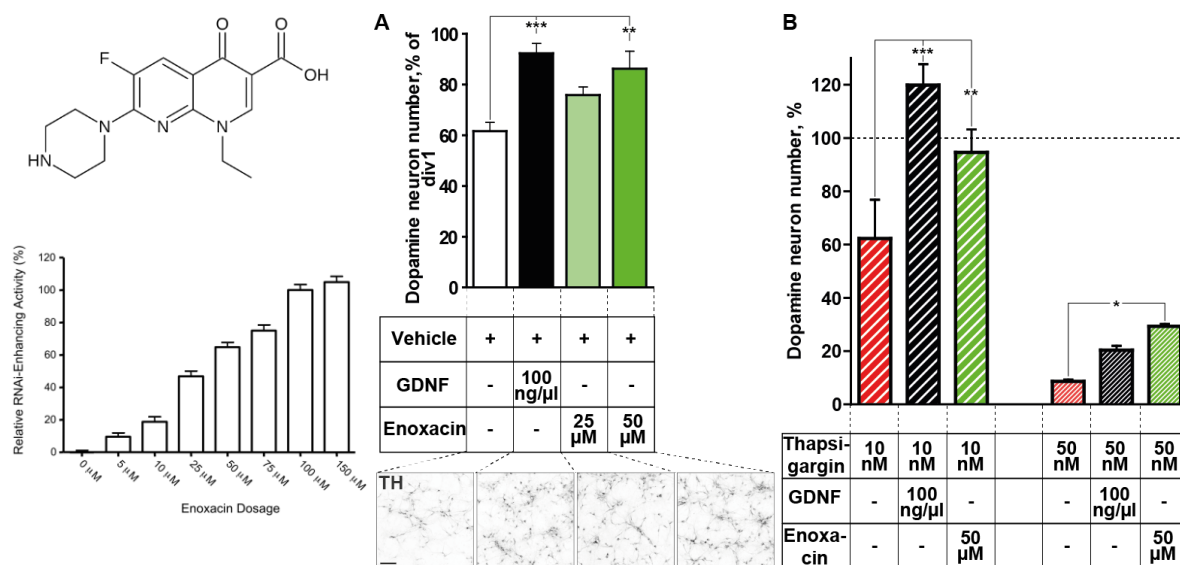 O
O
F
OH
N
N
N
HN
Relative RNAi-Enhancing Activity (%)
120
100
80
60
40
20
0
0 µM
5 µM
10 µM
25 µM
50 µM
75 µM
100 µM
150 µM
Enoxacin Dosage
A
Dopamine neuron number,% of
div1
100
80
60
40
20
0
***
**
Vehicle + + + +
GDNF - 100 ng/µl - -
Enoxacin - - 25 µM 50 µM
TH
B
Dopamine neuron number, %
120
100
80
60
40
20
0
***
**
*
Thapsi-
gargin
10 nM
10 nM
10 nM
50 nM
50 nM
50 nM
GDNF - 100 ng/µl - - 100 ng/µl -
Enoxa-
cin
- - 50 µM - - 50 µM